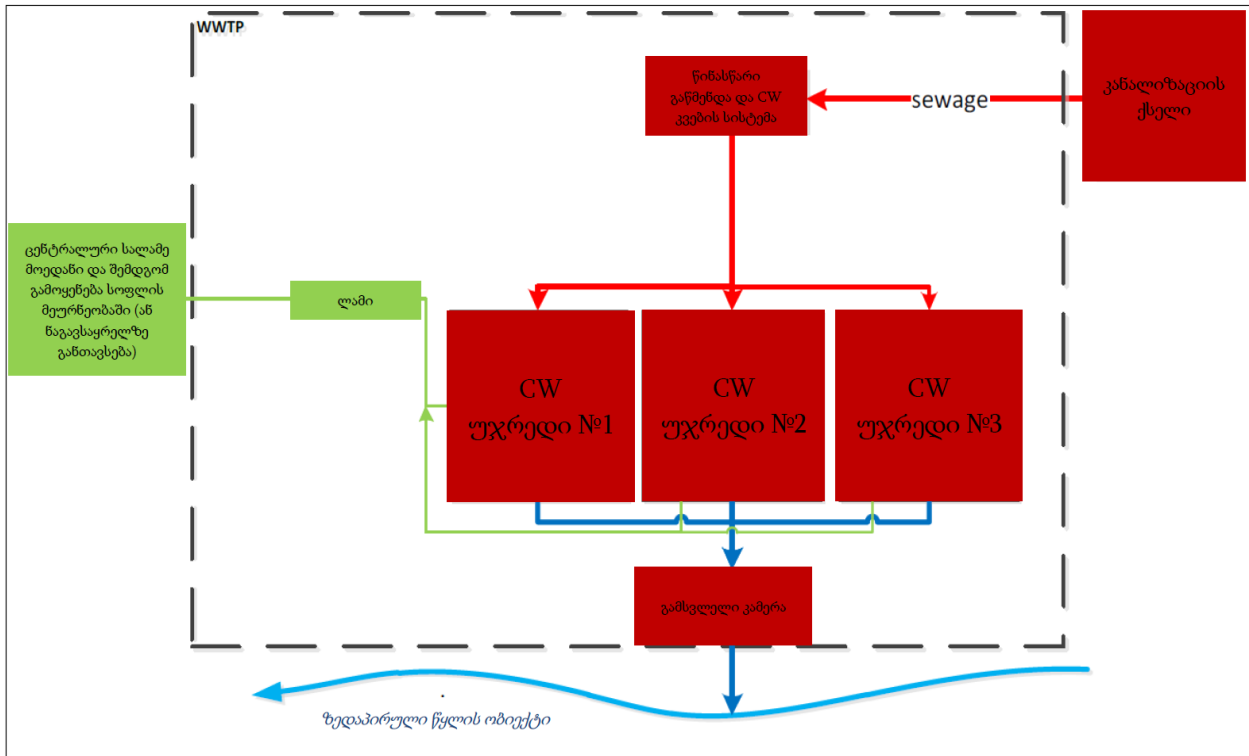 WWTP
წინასწარი
გაწმენდა და CW
კვების სისტემა
sewage
კანალიზაციის
ქსელი
ცენტრალური სალამე
მოედანი და შემდგომ
გამოყენება სოფლის
მეურნეობაში (ან
ნაგავსაყრელზე
განთავსება)
ლამი
CW
უჯრედი №1
CW
უჯრედი №2
CW
უჯრედი №3
გამსვლელი კამერა
ზედაპირული წყლის ობიექტი